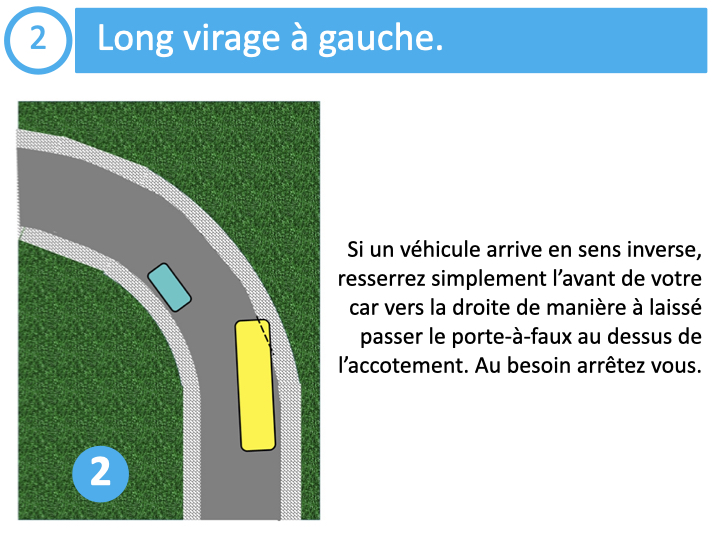 2
Long virage à gauche.
Si un véhicule arrive en sens inverse,
resserrez simplement l’avant de votre
car vers la droite de manière à laissé
passer le porte-à-faux au dessus de
l’accotement. Au besoin arrêtez vous.
2